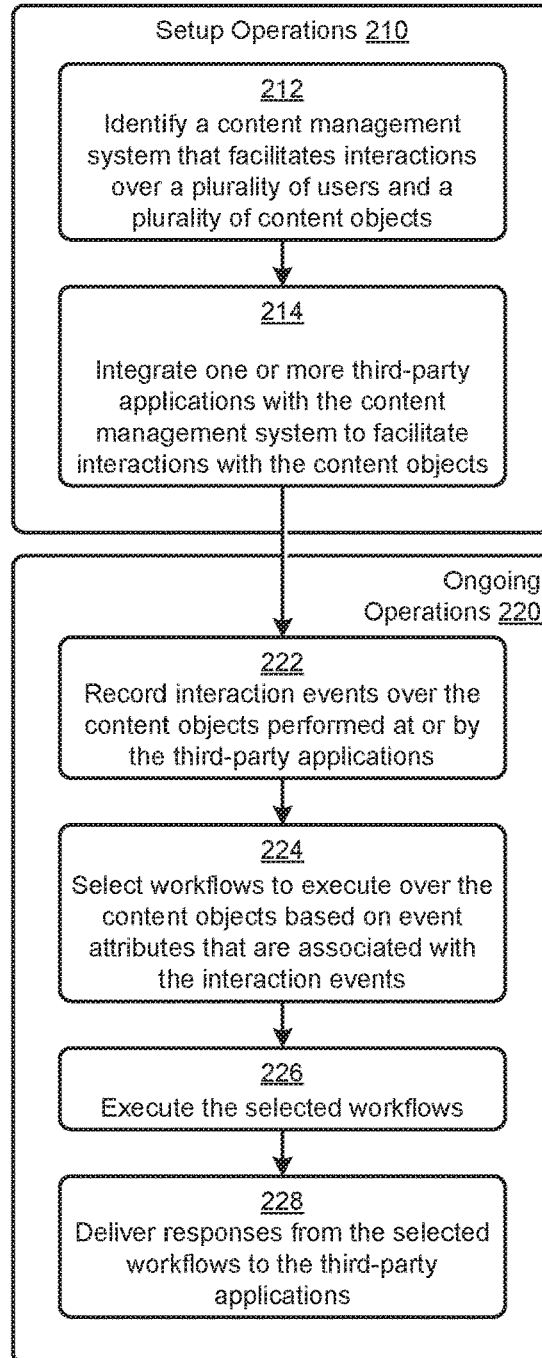 Setup Operations 210
212
Identify a content management
system that facilitates interactions
over a plurality of users and a
plurality of content objects
214
Integrate one or more third-party
applications with the content
management system to facilitate
interactions with the content objects
Ongoing
Operations 220
222
Record interaction events over the
content objects performed at or by
the third-party applications
224
Select workflows to execute over the
content objects based on event
attributes that are associated with
the interaction events
226
Execute the selected workflows
228
Deliver responses from the selected
workflows to the third-party
applications